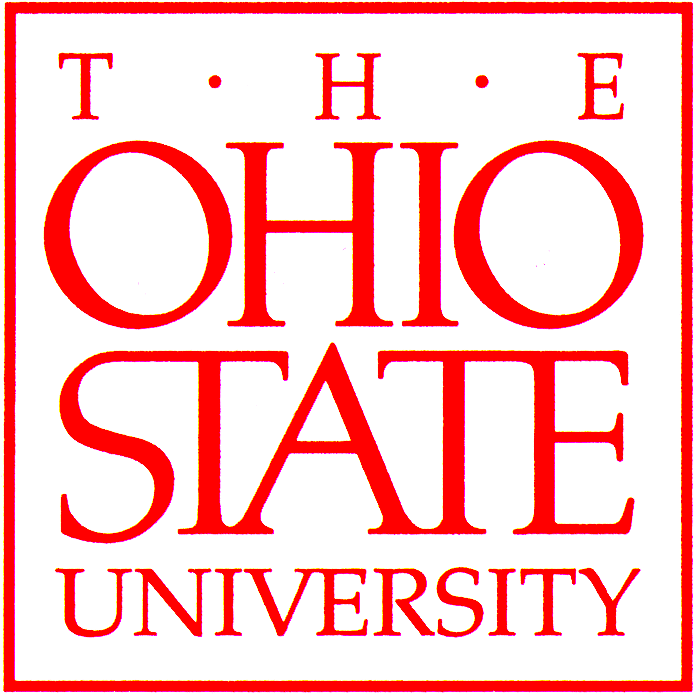 T · H · E
OHIO
STATE
UNIVERSITY